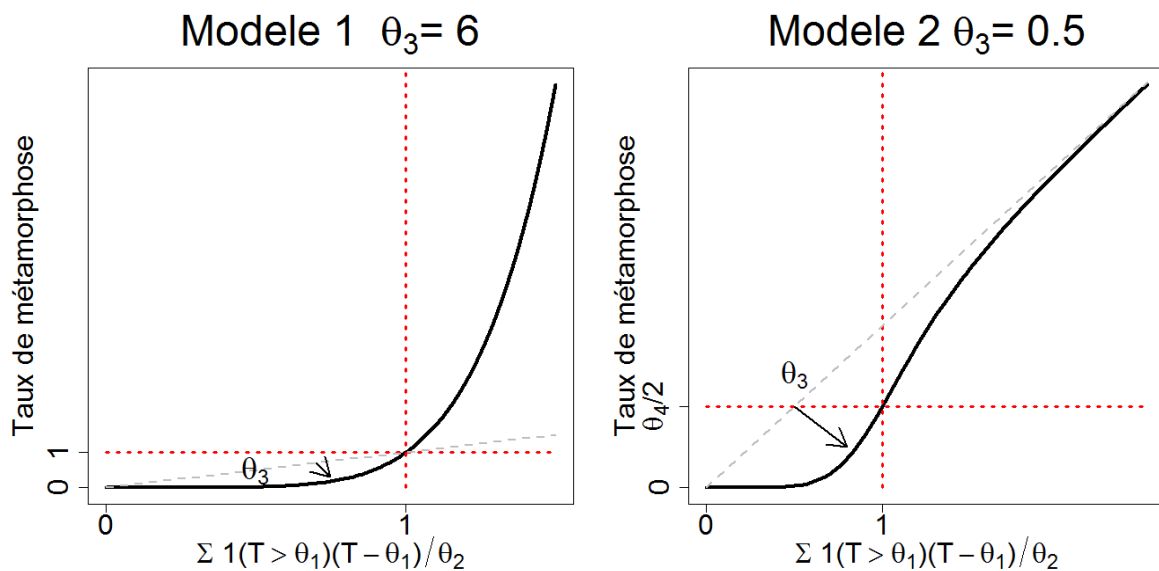 Modele 1 θ₃= 6
Taux de métamorphose
1
0
θ₃
0 1
Σ 1(T > θ₁)(T − θ₁)/θ₂
Modele 2 θ₃= 0.5
Taux de métamorphose
θ₄/2
0
θ₃
0 1
Σ 1(T > θ₁)(T − θ₁)/θ₂